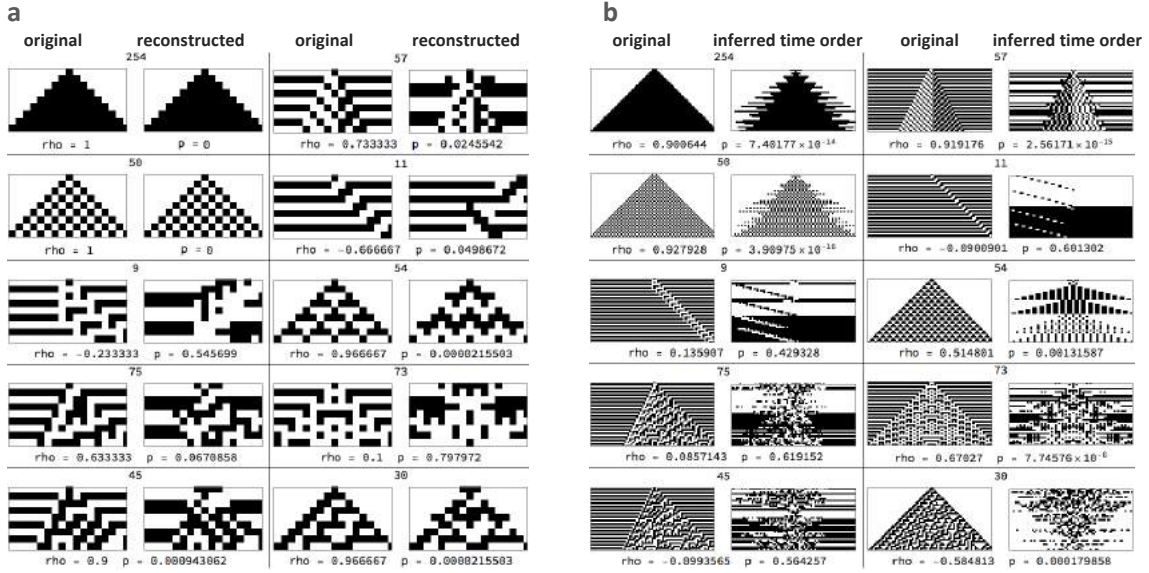 a
original reconstructed original reconstructed
254
57
rho = 1 p = 0
rho = 0.733333 p = 0.0245542
50
11
rho = 1 p = 0
rho = -0.666667 p = 0.0498672
9
54
rho = -0.233333 p = 0.545699
rho = 0.966667 p = 0.0000215503
75
73
rho = 0.633333 p = 0.0670858
rho = 0.1 p = 0.797972
45
30
rho = 0.9 p = 0.000943062
rho = 0.966667 p = 0.0000215503
b
original inferred time order original inferred time order
254
57
rho = 0.900644 p = 7.40177×10⁻¹⁴
rho = 0.919176 p = 2.56171×10⁻¹⁵
50
11
rho = 0.927928 p = 3.90975×10⁻¹⁶
rho = -0.0900901 p = 0.601302
9
54
rho = 0.135907 p = 0.429328
rho = 0.514801 p = 0.00131587
75
73
rho = 0.0857143 p = 0.619152
rho = 0.67027 p = 7.74576×10⁻⁶
45
30
rho = -0.0993565 p = 0.564257
rho = -0.584813 p = 0.000179858